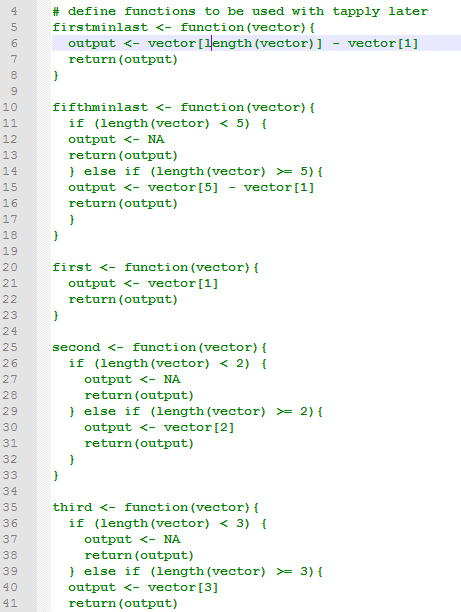 4 # define functions to be used with tapply later
5 firstminlast <- function(vector){
6   output <- vector[length(vector)] - vector[1]
7   return(output)
8 }
9
10 fifthminlast <- function(vector){
11   if (length(vector) < 5) {
12   output <- NA
13   return(output)
14   } else if (length(vector) >= 5){
15   output <- vector[5] - vector[1]
16   return(output)
17   }
18 }
19
20 first <- function(vector){
21   output <- vector[1]
22   return(output)
23 }
24
25 second <- function(vector){
26   if (length(vector) < 2) {
27     output <- NA
28     return(output)
29   } else if (length(vector) >= 2){
30     output <- vector[2]
31     return(output)
32   }
33 }
34
35 third <- function(vector){
36   if (length(vector) < 3) {
37     output <- NA
38     return(output)
39   } else if (length(vector) >= 3){
40   output <- vector[3]
41   return(output)